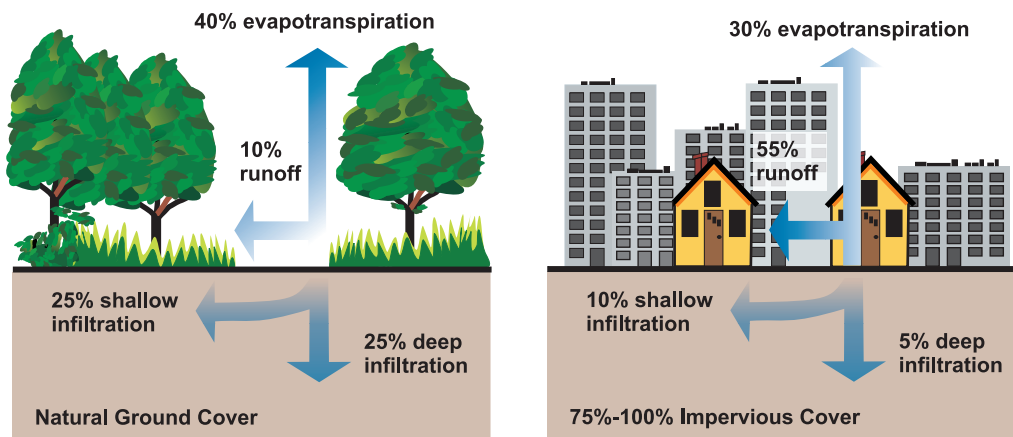 40% evapotranspiration
10%
runoff
25% shallow
infiltration
25% deep
infiltration
Natural Ground Cover
30% evapotranspiration
55%
runoff
10% shallow
infiltration
5% deep
infiltration
75%-100% Impervious Cover